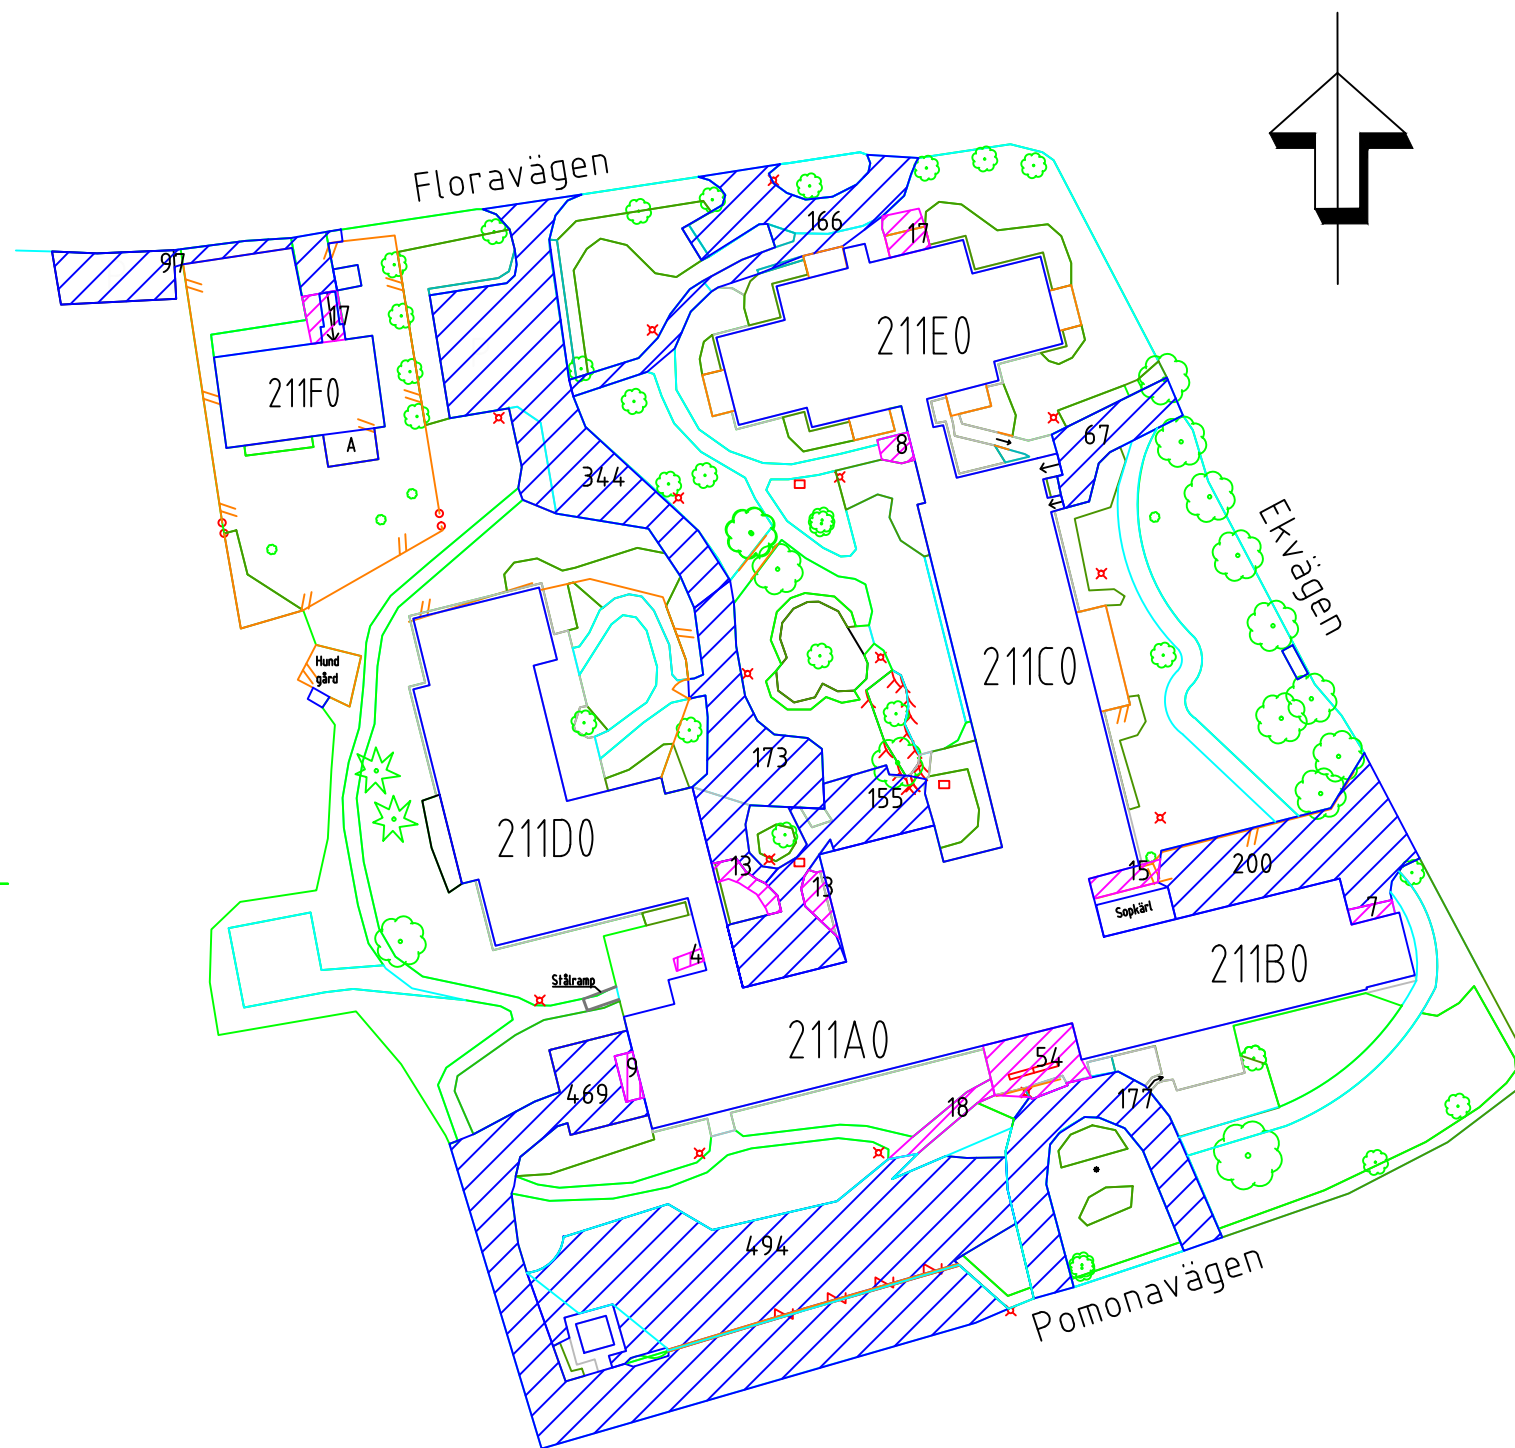 Floravägen
166
17
97
17
211E0
211F0
A
67
8
344
Ekvägen
Hund
gård
211C0
173
155
211D0
13
13
15
200
7
Sopkärl
4
211B0
Stålramp
211A0
54
9
469
18
177
494
Pomonavägen